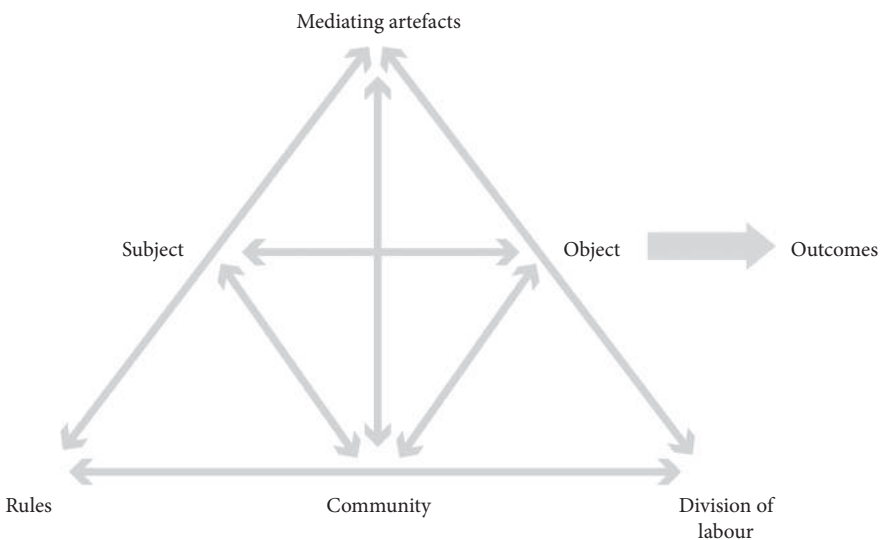 Mediating artefacts
Subject
Object
Outcomes
Rules
Community
Division of
labour